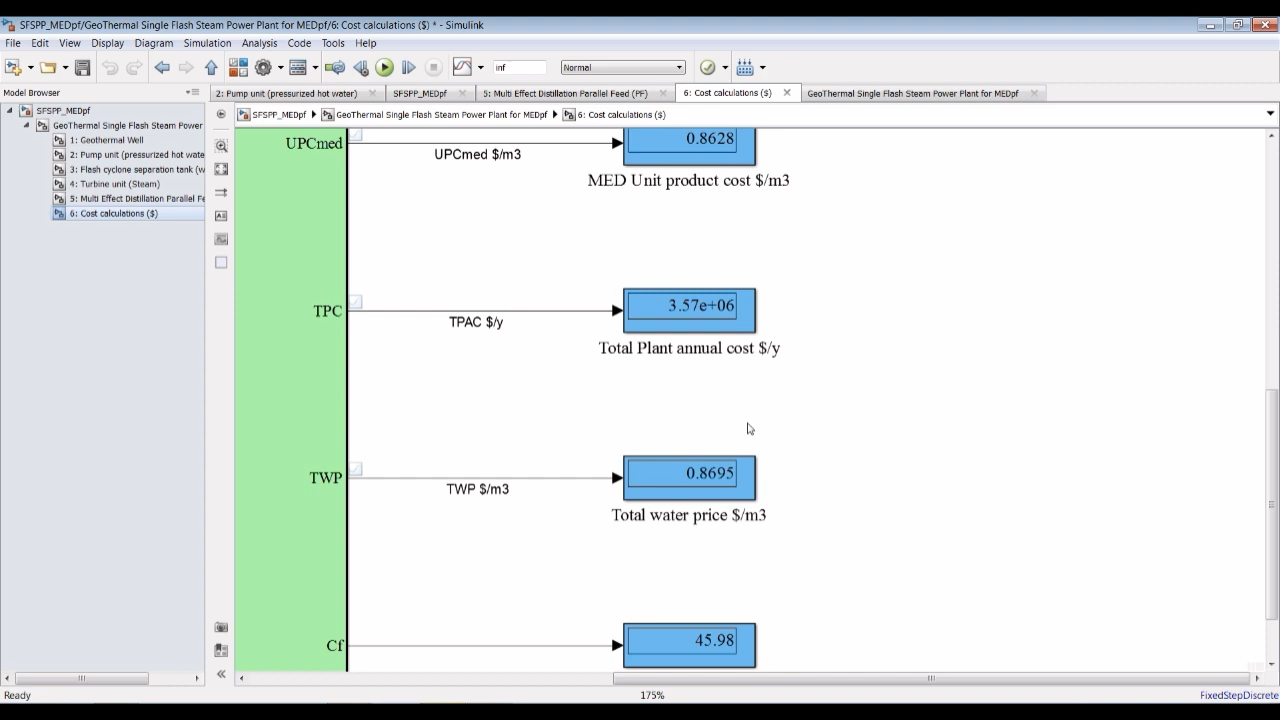 SFSPP_MEDpf/GeoThermal Single Flash Steam Power Plant for MEDpf/6: Cost calculations ($) * - Simulink
File Edit View Display Diagram Simulation Analysis Code Tools Help
inf Normal
Model Browser
2: Pump unit (pressurized hot water) SFSPP_MEDpf 5: Multi Effect Distillation Parallel Feed (PF) 6: Cost calculations ($) GeoThermal Single Flash Steam Power Plant for MEDpf
SFSPP_MEDpf GeoThermal Single Flash Steam Power Plant for MEDpf 6: Cost calculations ($)
SFSPP_MEDpf
GeoThermal Single Flash Steam Power
1: Geothermal Well
2: Pump unit (pressurized hot wate
3: Flash cyclone separation tank (w
4: Turbine unit (Steam)
5: Multi Effect Distillation Parallel Fe
6: Cost calculations ($)
UPCmed
UPCmed $/m3
0.8628
MED Unit product cost $/m3
TPC
TPAC $/y
3.57e+06
Total Plant annual cost $/y
TWP
TWP $/m3
0.8695
Total water price $/m3
Cf
45.98
Ready 175% FixedStepDiscrete